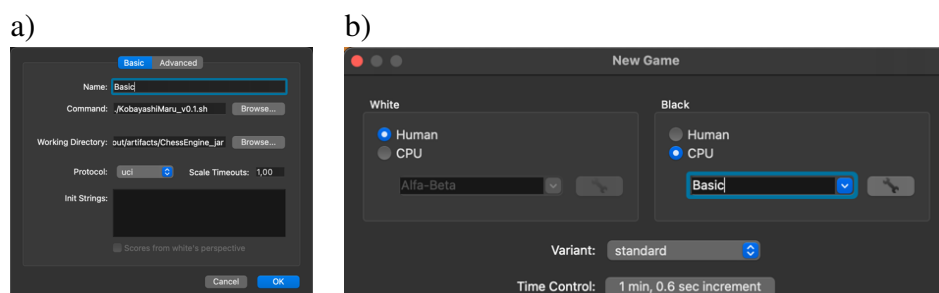 a)
b)
Basic Advanced
Name: Basic
Command: ./KobayashiMaru_v0.1.sh Browse...
Working Directory: out/artifacts/ChessEngine_jar Browse...
Protocol: uci Scale Timeouts: 1,00
Init Strings:
Scores from white's perspective
Cancel OK
New Game
White
Human
CPU
Alfa-Beta
Black
Human
CPU
Basic
Variant: standard
Time Control: 1 min, 0.6 sec increment